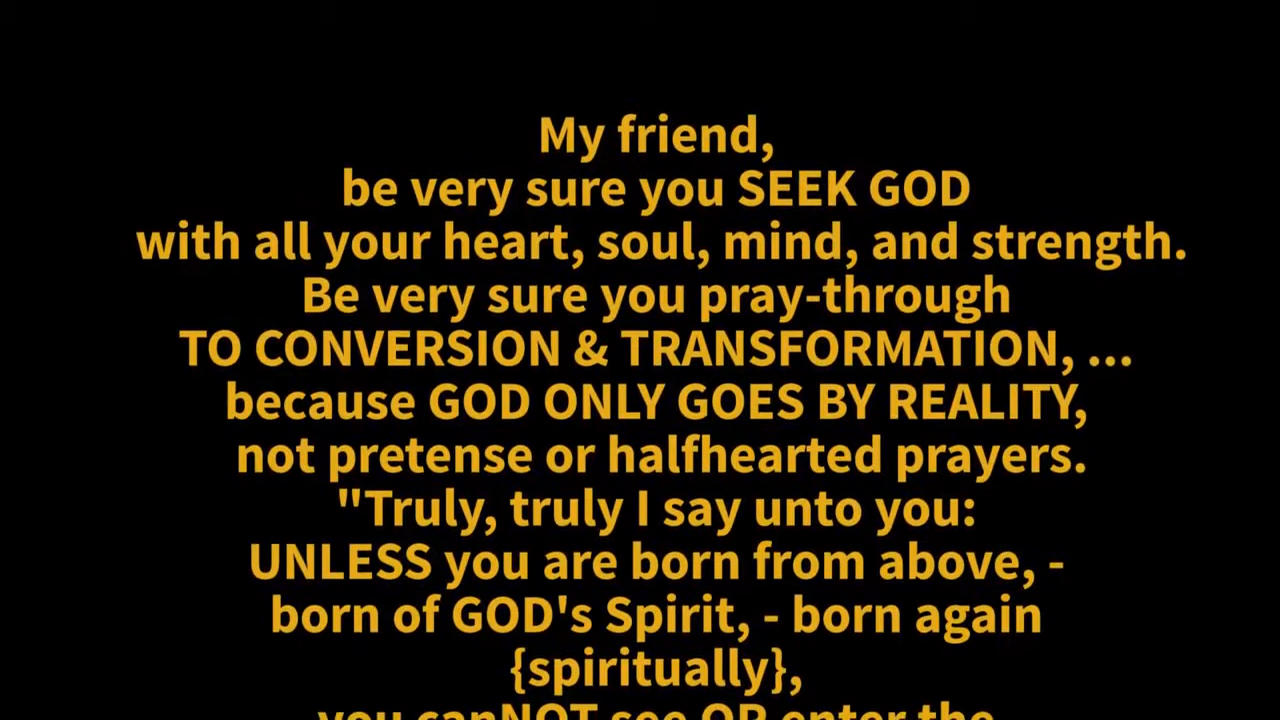 My friend,
be very sure you SEEK GOD
with all your heart, soul, mind, and strength.
Be very sure you pray-through
TO CONVERSION & TRANSFORMATION, ...
because GOD ONLY GOES BY REALITY,
not pretense or halfhearted prayers.
"Truly, truly I say unto you:
UNLESS you are born from above, -
born of GOD's Spirit, - born again
{spiritually},
you canNOT see OR enter the